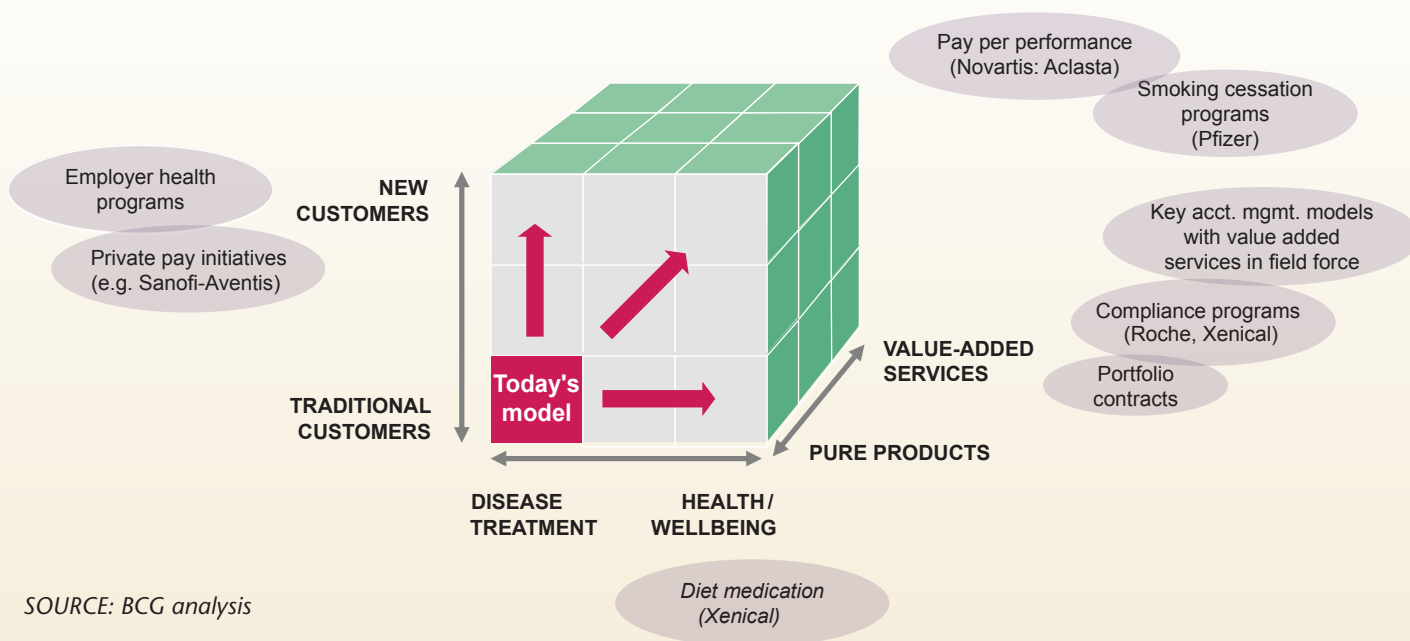 Pay per performance
(Novartis: Aclasta)
Smoking cessation
programs
(Pfizer)
Employer health
programs
Private pay initiatives
(e.g. Sanofi-Aventis)
NEW
CUSTOMERS
Key acct. mgmt. models
with value added
services in field force
Compliance programs
(Roche, Xenical)
Portfolio
contracts
VALUE-ADDED
SERVICES
Today's
model
TRADITIONAL
CUSTOMERS
PURE PRODUCTS
DISEASE
TREATMENT
HEALTH/
WELLBEING
Diet medication
(Xenical)
SOURCE: BCG analysis